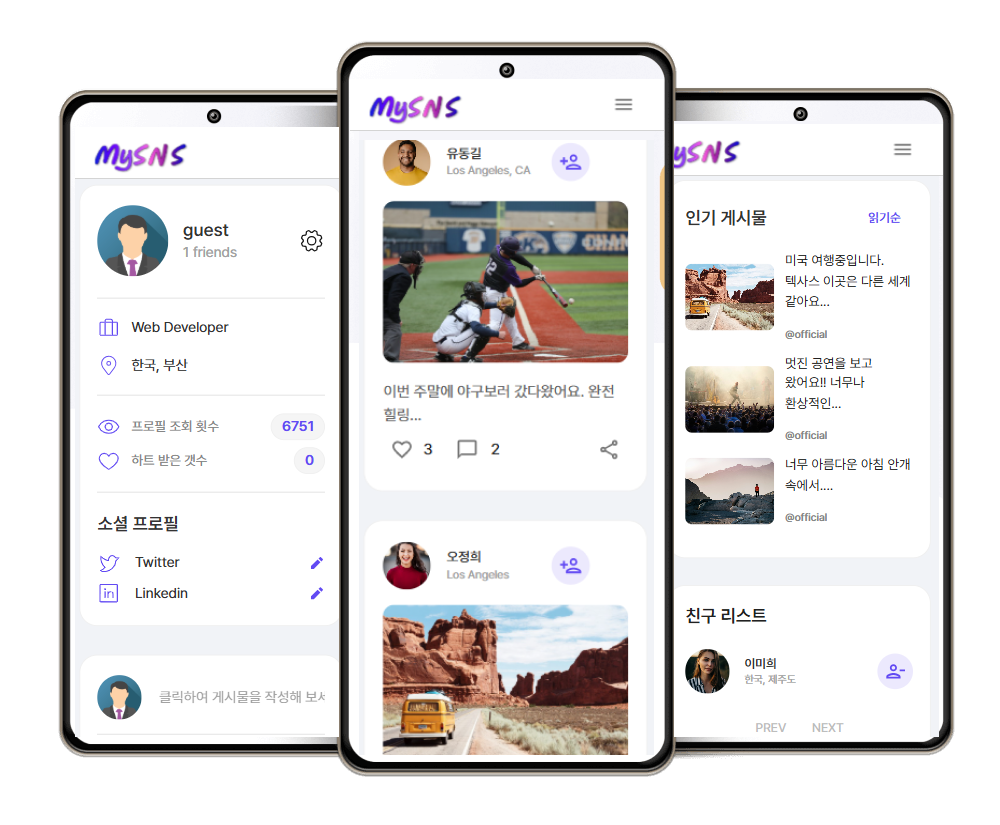 MySNS
guest
1 friends
Web Developer
한국, 부산
프로필 조회 횟수
6751
하트 받은 갯수
0
소셜 프로필
Twitter
in
Linkedin
클릭하여 게시물을 작성해 보
MySNS
유동길
Los Angeles, CA
72
이번 주말에 야구보러 갔다왔어요. 완전
힐링...
3
2
오정희
Los Angeles
ySNS
인기 게시물
읽기순
미국 여행중입니다.
텍사스 이곳은 다른 세계
같아요...
@official
멋진 공연을 보고
왔어요!! 너무나
환상적인...
@official
너무 아름다운 아침 안개
속에서....
@official
친구 리스트
이미희
한국, 제주도
PREV
NEXT